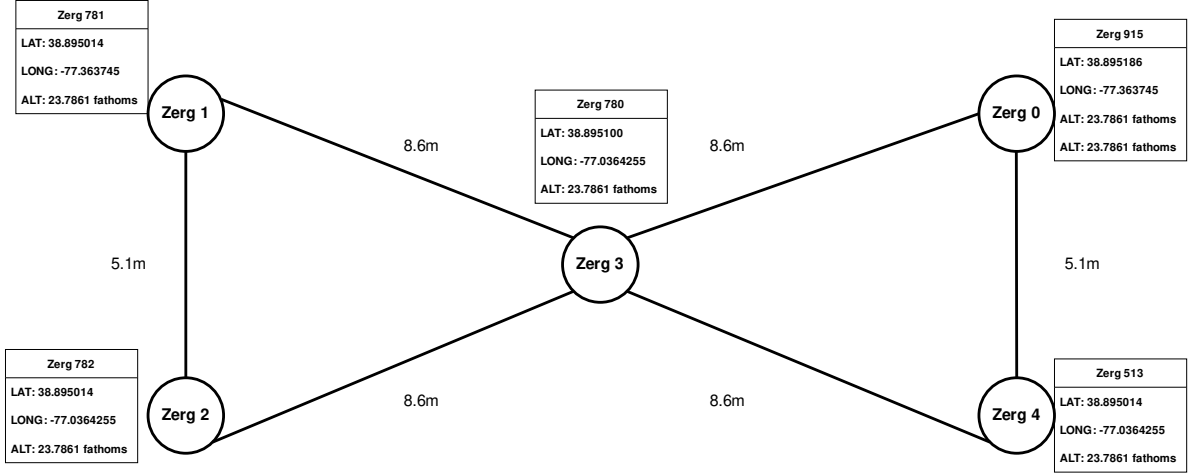 Zerg 781
LAT: 38.895014
LONG: -77.363745
ALT: 23.7861 fathoms
Zerg 1
Zerg 915
LAT: 38.895186
LONG: -77.363745
ALT: 23.7861 fathoms
ALT: 23.7861 fathoms
Zerg 0
Zerg 780
LAT: 38.895100
LONG: -77.0364255
ALT: 23.7861 fathoms
8.6m
8.6m
5.1m
Zerg 3
5.1m
Zerg 782
LAT: 38.895014
LONG: -77.0364255
ALT: 23.7861 fathoms
Zerg 2
8.6m
8.6m
Zerg 4
Zerg 513
LAT: 38.895014
LONG: -77.0364255
ALT: 23.7861 fathoms